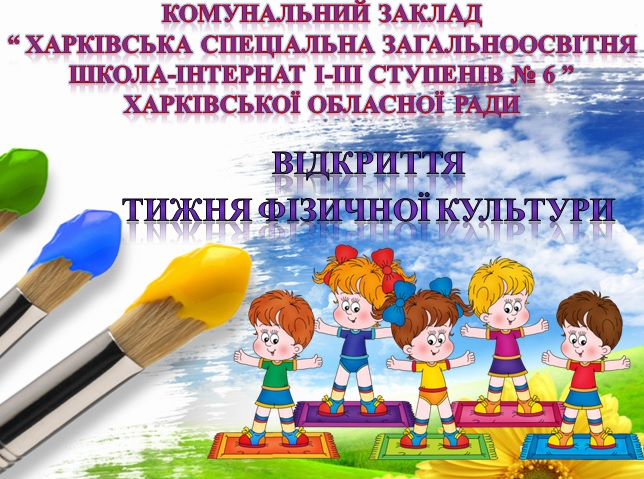 КОМУНАЛЬНИЙ ЗАКЛАД
“ ХАРКІВСЬКА СПЕЦІАЛЬНА ЗАГАЛЬНООСВІТНЯ
ШКОЛА-ІНТЕРНАТ І-ІІІ СТУПЕНІВ № 6 ”
ХАРКІВСЬКОЇ ОБЛАСНОЇ РАДИ
ВІДКРИТТЯ
ТИЖНЯ ФІЗИЧНОЇ КУЛЬТУРИ